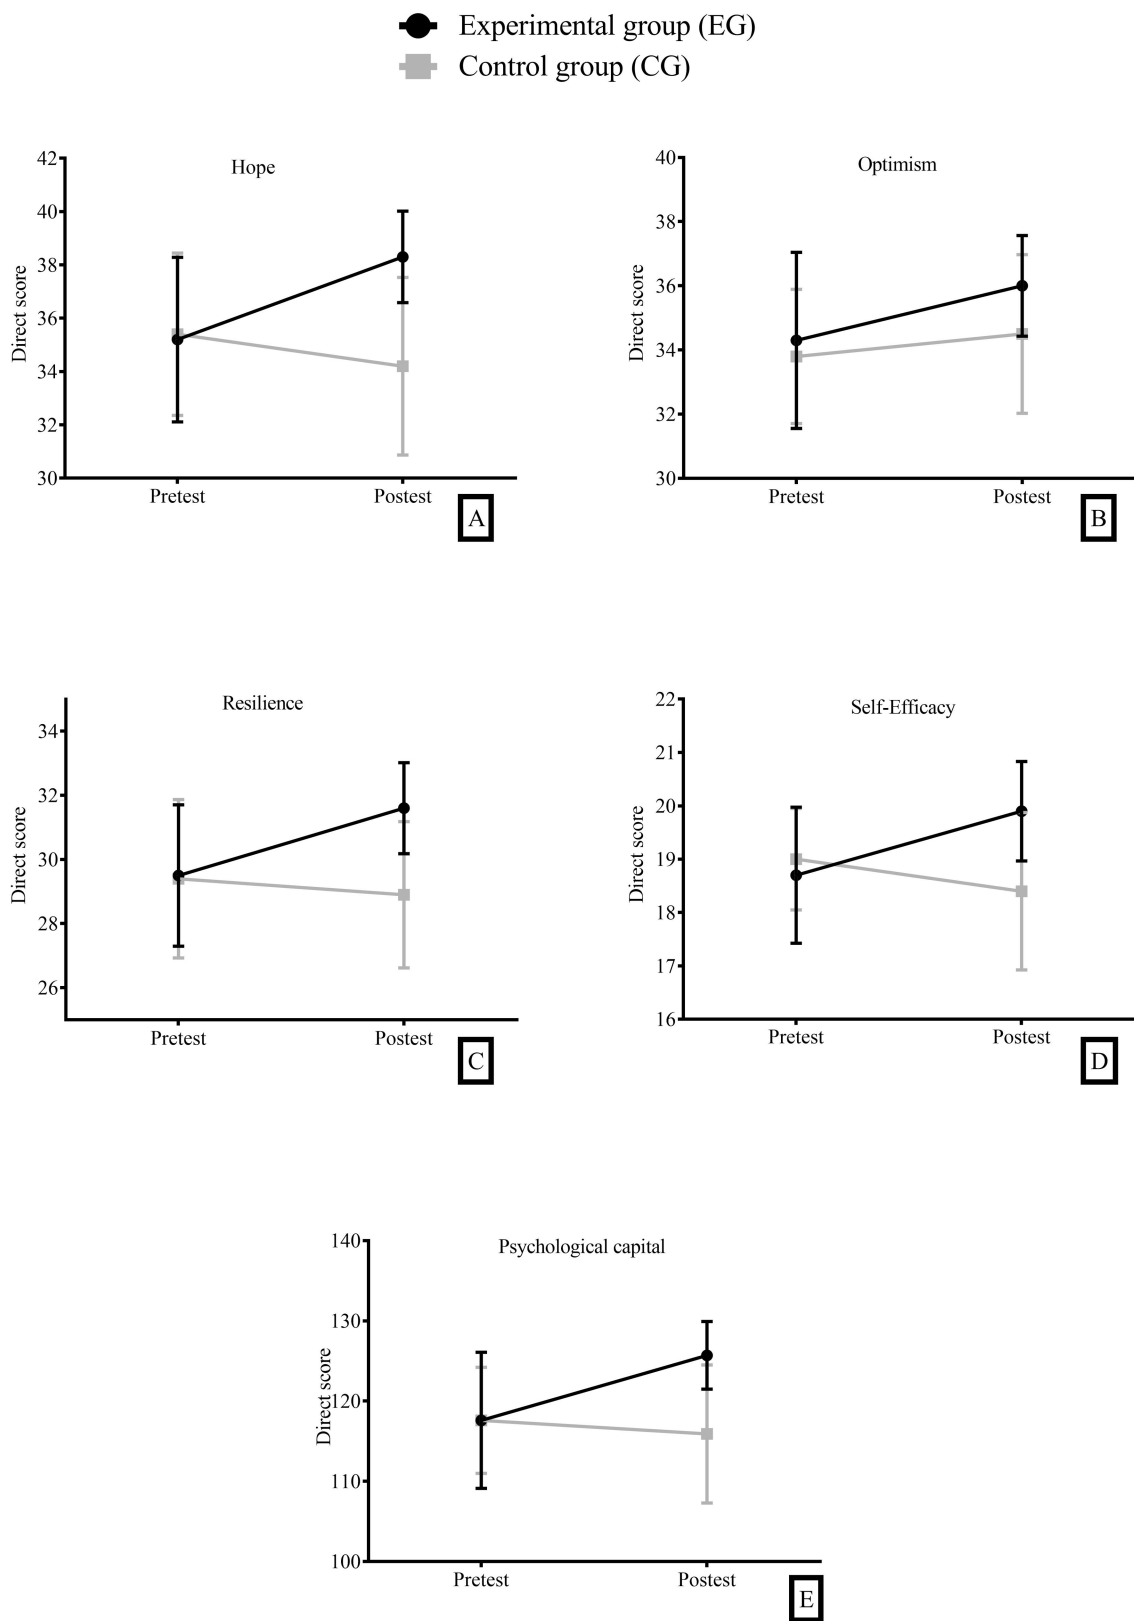 Experimental group (EG)
Control group (CG)
Hope
Direct score
42
40
38
36
34
32
30
Pretest
Postest
A
Optimism
Direct score
40
38
36
34
32
30
Pretest
Postest
B
Resilience
Direct score
34
32
30
28
26
Pretest
Postest
C
Self-Efficacy
Direct score
22
21
20
19
18
17
16
Pretest
Postest
D
Psychological capital
Direct score
140
130
120
110
100
Pretest
Postest
E